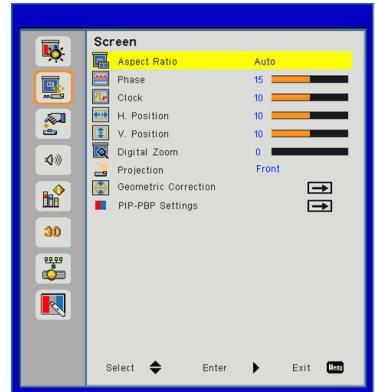 Screen
Aspect Ratio Auto
Phase 15
Clock 10
H. Position 10
V. Position 10
Digital Zoom 0
Projection Front
Geometric Correction
PIP-PBP Settings
3D
Select Enter Exit Menu